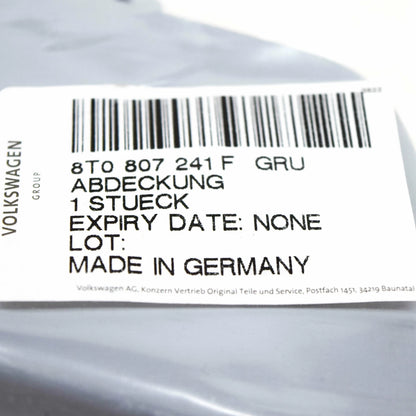 VOLKSWAGEN
GROUP
8T0 807 241 F GRU
ABDECKUNG
1 STUECK
EXPIRY DATE: NONE
LOT:
MADE IN GERMANY
Volkswagen AG, Konzern Vertrieb Original Teile und Service, Postfach 1451, 34219 Baunatal